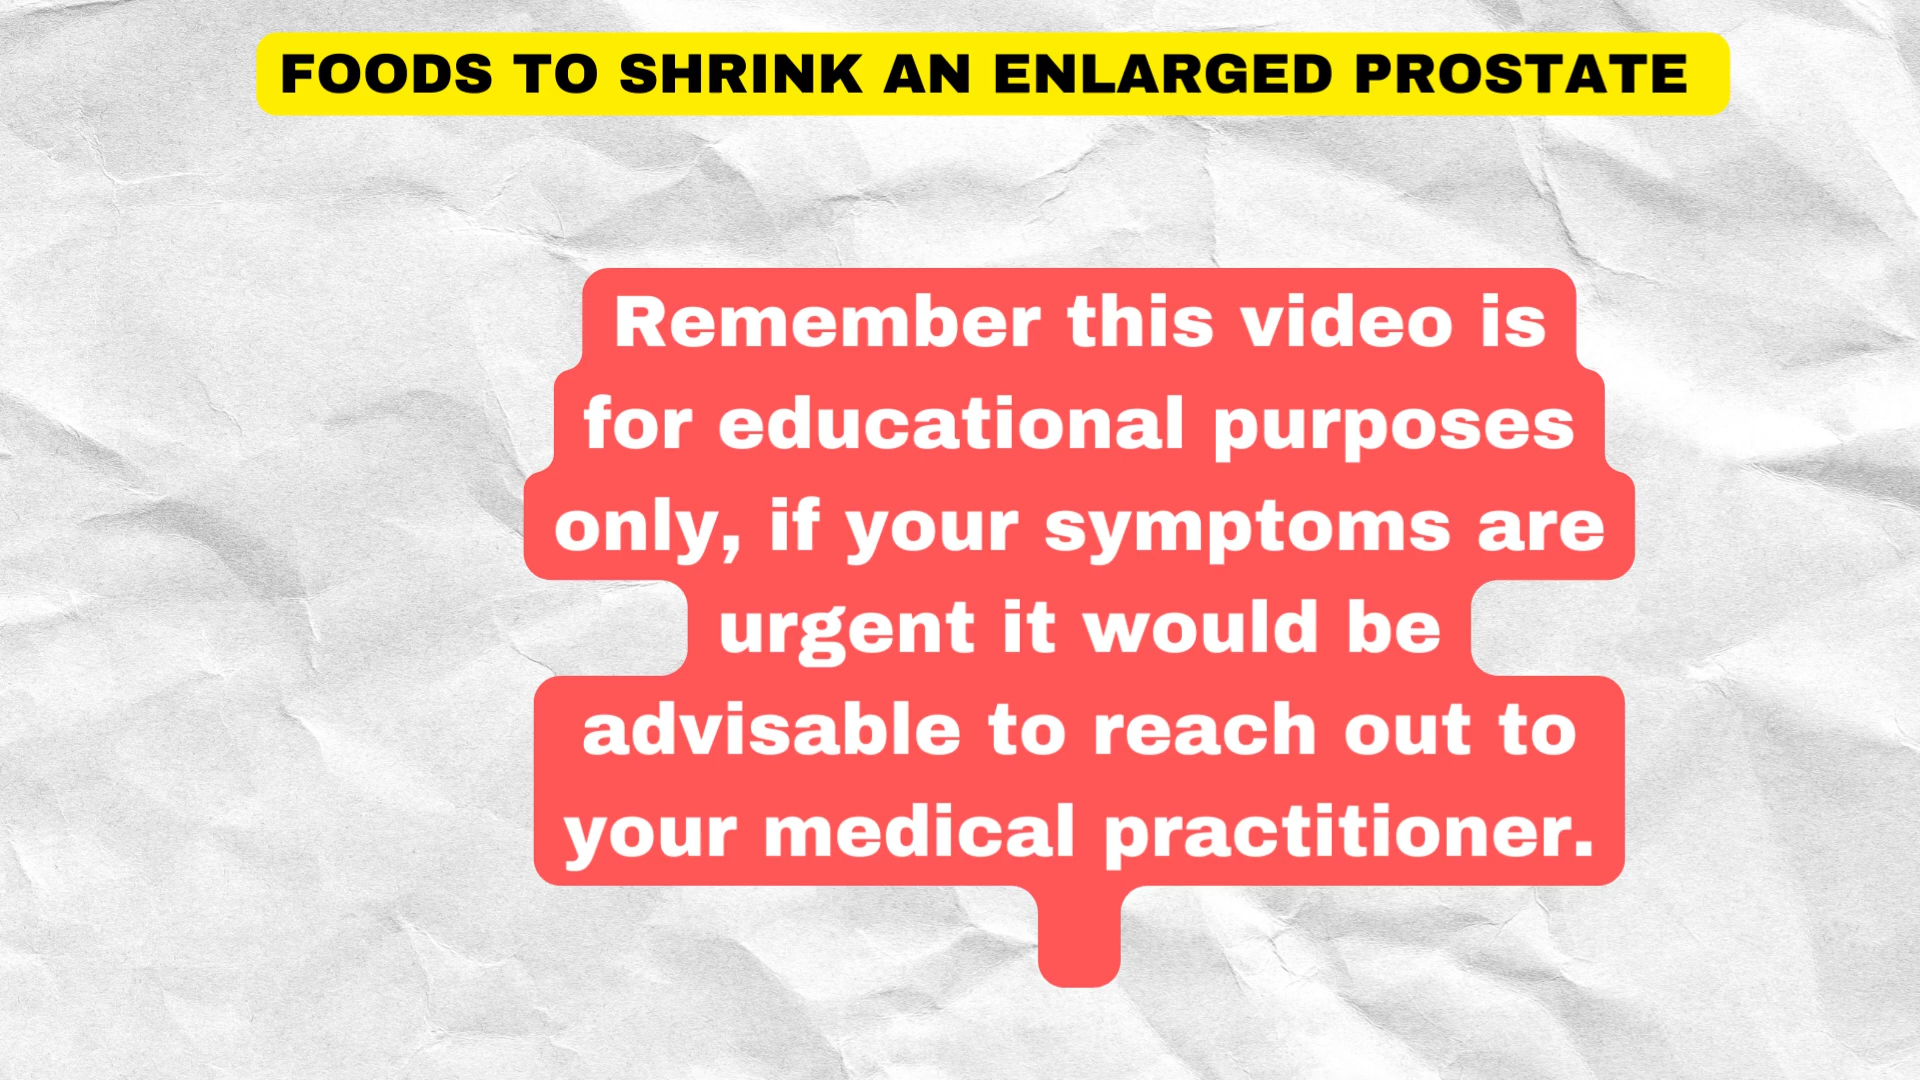 FOODS TO SHRINK AN ENLARGED PROSTATE
Remember this video is
for educational purposes
only, if your symptoms are
urgent it would be
advisable to reach out to
your medical practitioner.